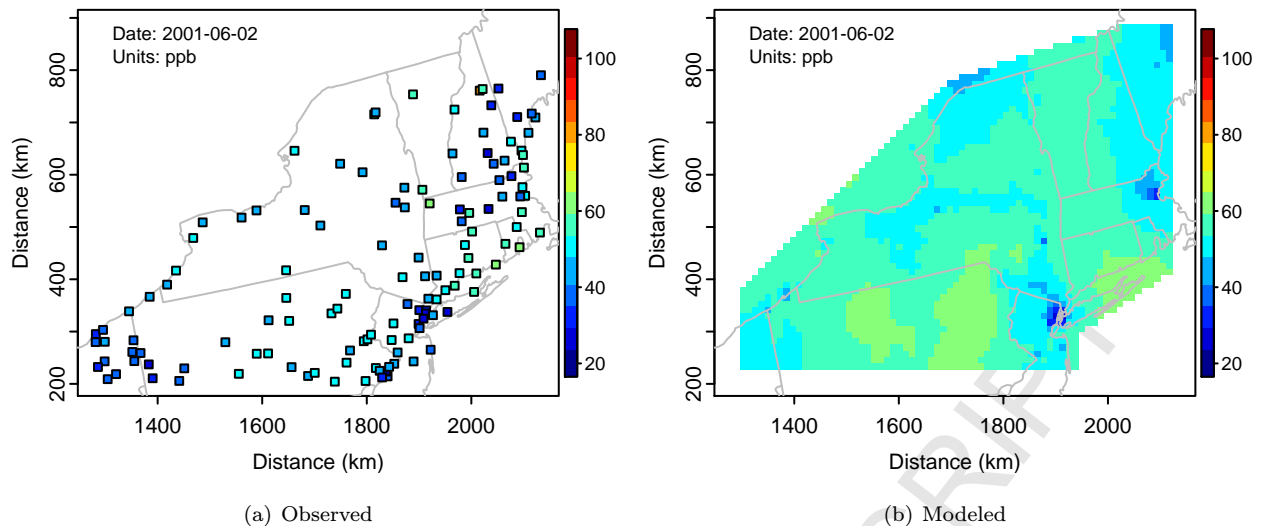 Date: 2001-06-02
Units: ppb
Distance (km)
200 400 600 800
1400 1600 1800 2000
Distance (km)
20 40 60 80 100
(a) Observed
Date: 2001-06-02
Units: ppb
Distance (km)
200 400 600 800
1400 1600 1800 2000
Distance (km)
20 40 60 80 100
(b) Modeled
RIPT